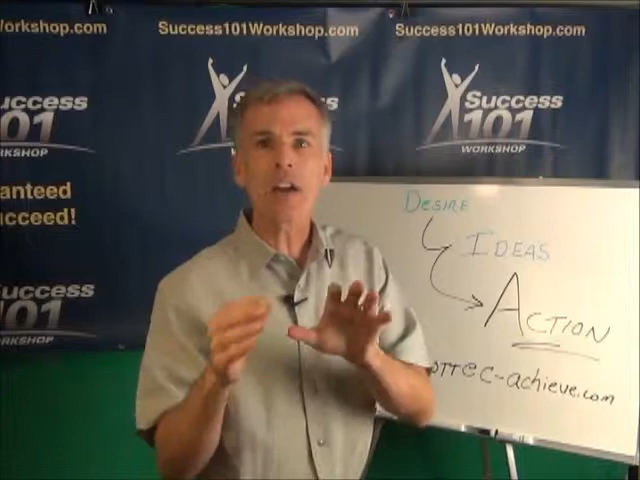 Workshop.com
Success101Workshop.com
Success101Workshop.com
Success
101
WORKSHOP
Success
101
WORKSHOP
anteed
ucceed!
Success
101
WORKSHOP
DESIRE
IDEAS
ACTION
OTTEC-achieve.com